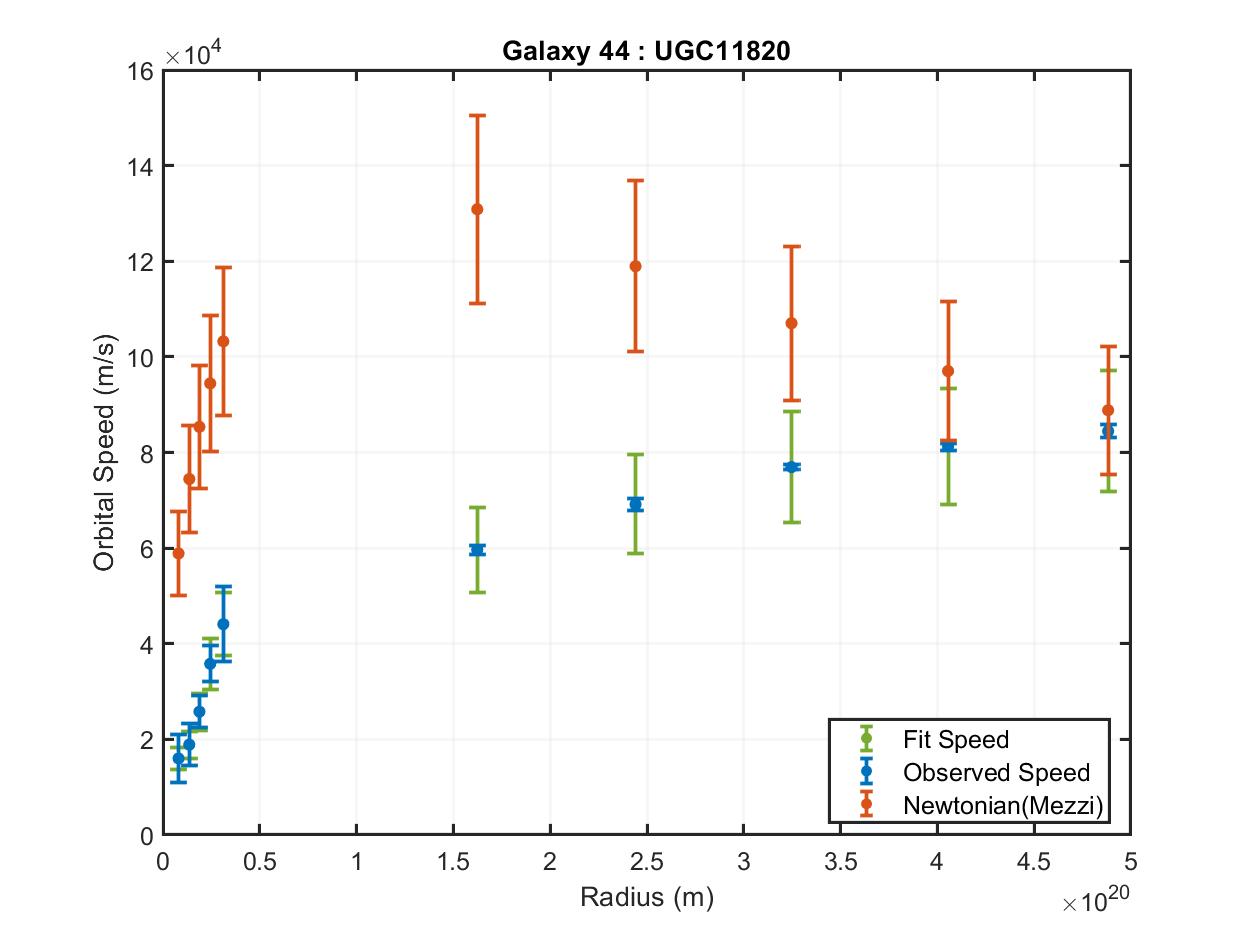 Galaxy 44 : UGC11820
×10^4
16
14
12
10
8
6
4
2
0
Orbital Speed (m/s)
Fit Speed
Observed Speed
Newtonian(Mezzi)
0 0.5 1 1.5 2 2.5 3 3.5 4 4.5 5
Radius (m)
×10^20